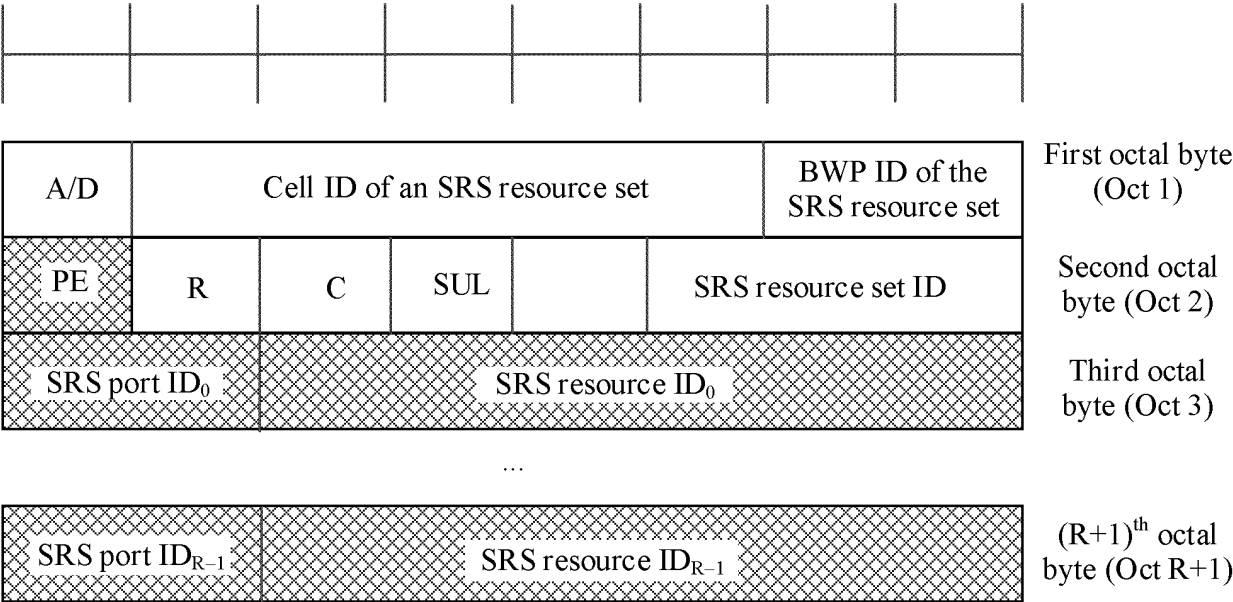 A/D
Cell ID of an SRS resource set
BWP ID of the
SRS resource set
First octal byte
(Oct 1)
PE
R
C
SUL
SRS resource set ID
Second octal
byte (Oct 2)
SRS port ID₀
SRS resource ID₀
Third octal
byte (Oct 3)
...
SRS port IDR–1
SRS resource IDR–1
(R+1)th octal
byte (Oct R+1)